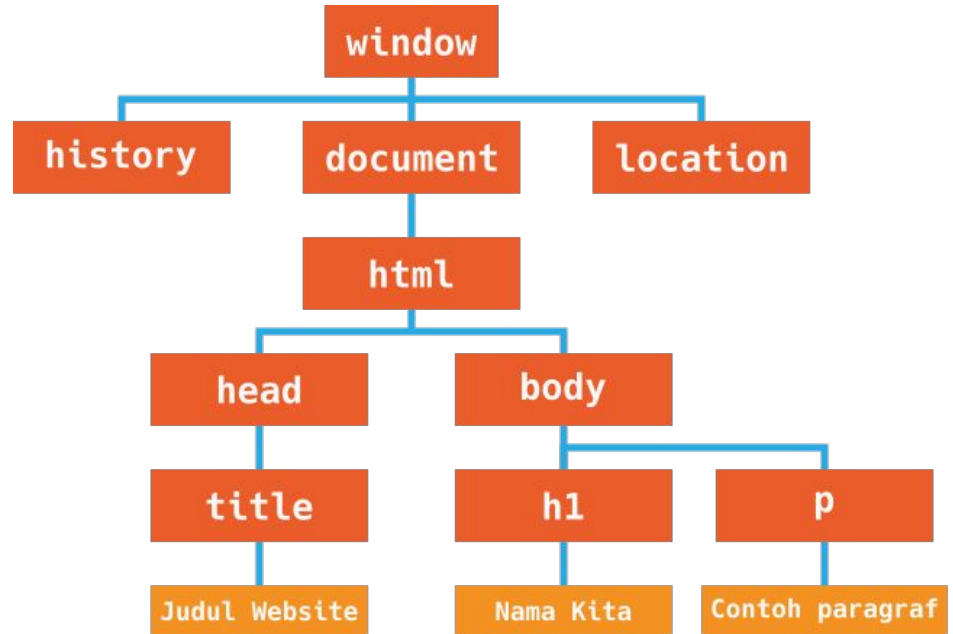 window
history
document
location
html
head
body
title
h1
p
Judul Website
Nama Kita
Contoh paragraf